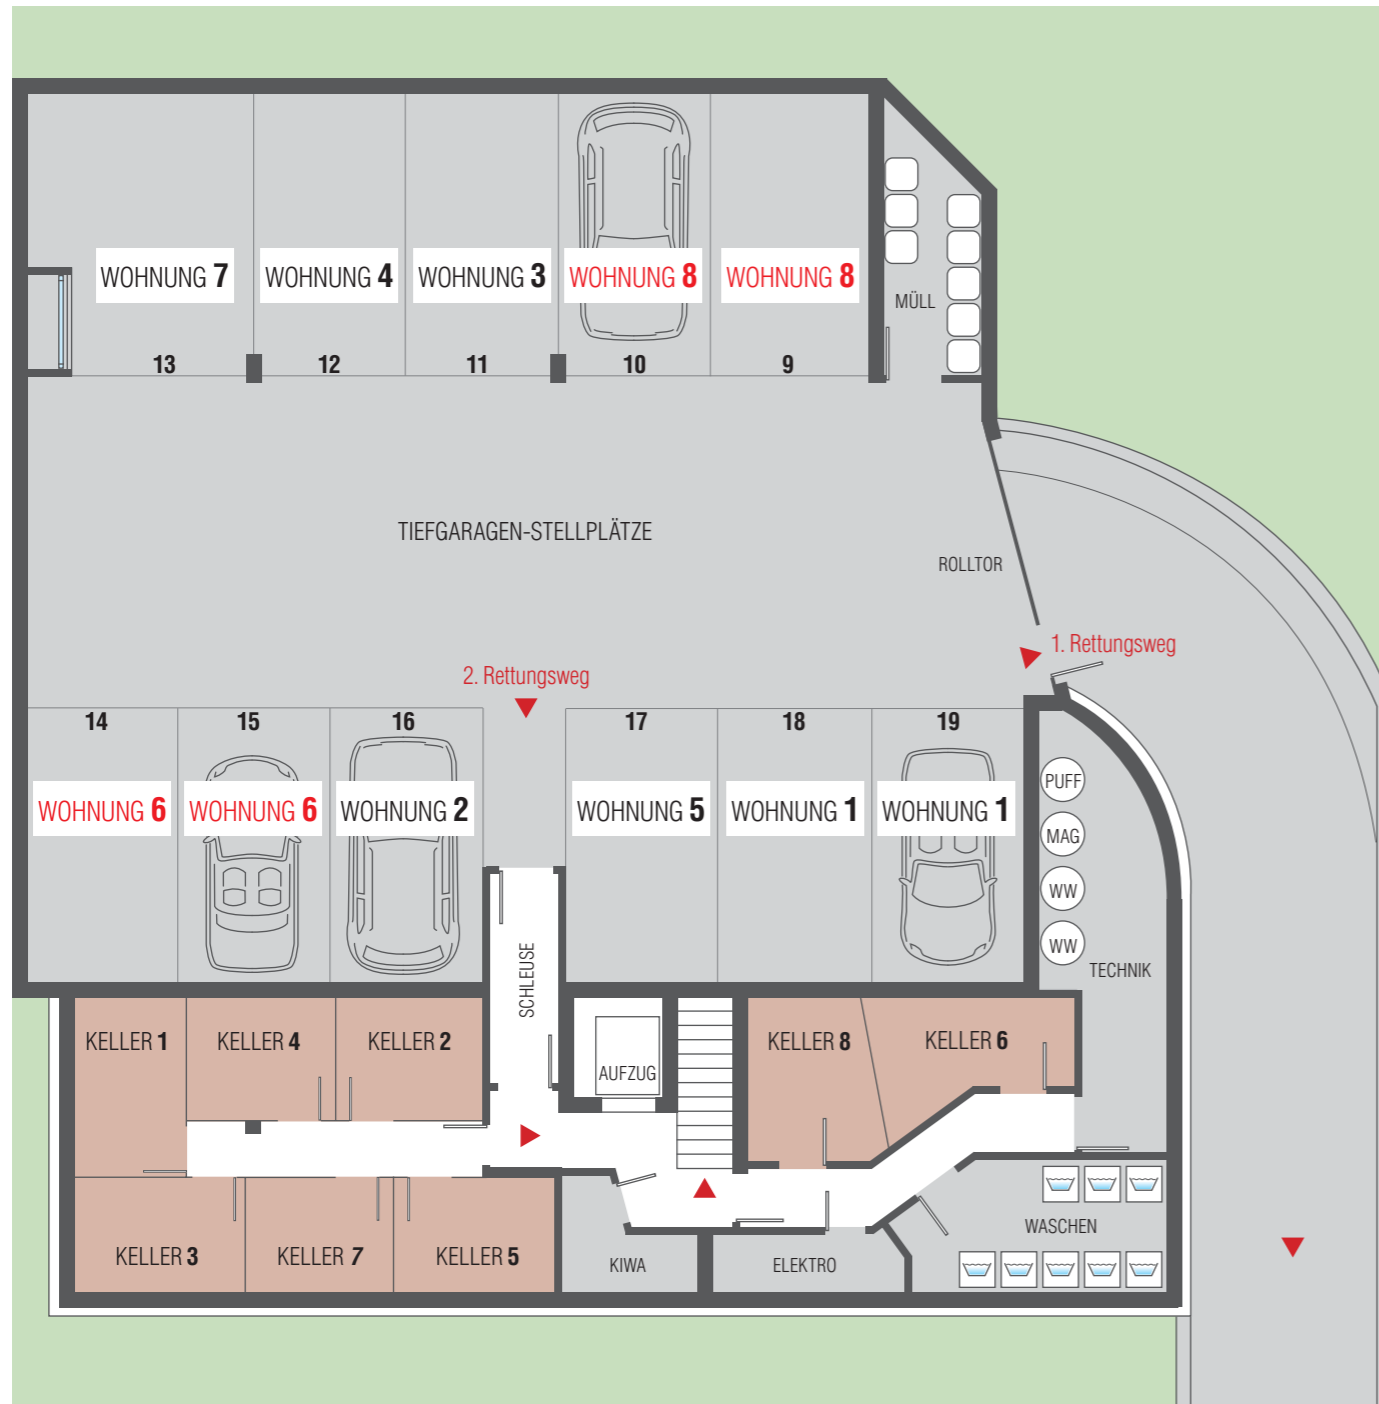 WOHNUNG 7
WOHNUNG 4
WOHNUNG 3
WOHNUNG 8
WOHNUNG 8
MÜLL
13
12
11
10
9
TIEFGARAGEN-STELLPLÄTZE
ROLLTOR
1. Rettungsweg
2. Rettungsweg
14
15
16
17
18
19
WOHNUNG 6
WOHNUNG 6
WOHNUNG 2
WOHNUNG 5
WOHNUNG 1
WOHNUNG 1
PUFF
MAG
WW
WW
TECHNIK
SCHLEUSE
KELLER 1
KELLER 4
KELLER 2
AUFZUG
KELLER 8
KELLER 6
KELLER 3
KELLER 7
KELLER 5
KIWA
ELEKTRO
WASCHEN